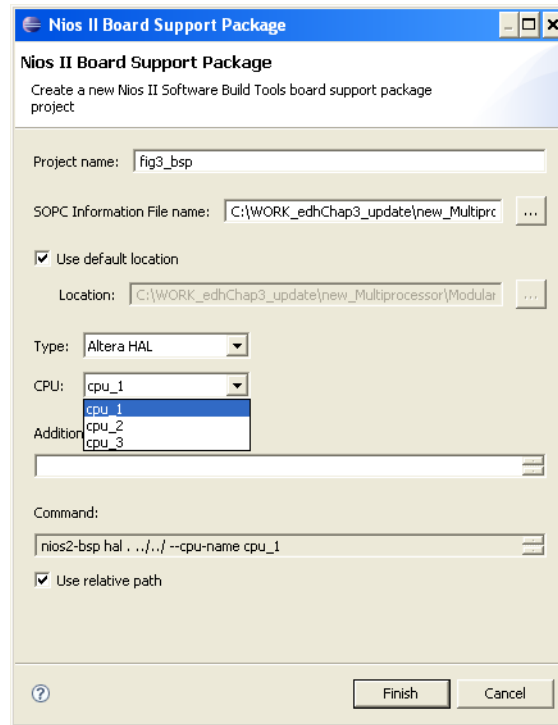 Nios II Board Support Package
Nios II Board Support Package
Create a new Nios II Software Build Tools board support package
project
Project name: fig3_bsp
SOPC Information File name: C:\WORK_edhChap3_update\new_Multiprc ...
Use default location
Location: C:\WORK_edhChap3_update\new_Multiprocessor\Modular ...
Type: Altera HAL
CPU: cpu_1
cpu_1
cpu_2
Addition
cpu_3
Command:
nios2-bsp hal . ../../ --cpu-name cpu_1
Use relative path
? Finish Cancel